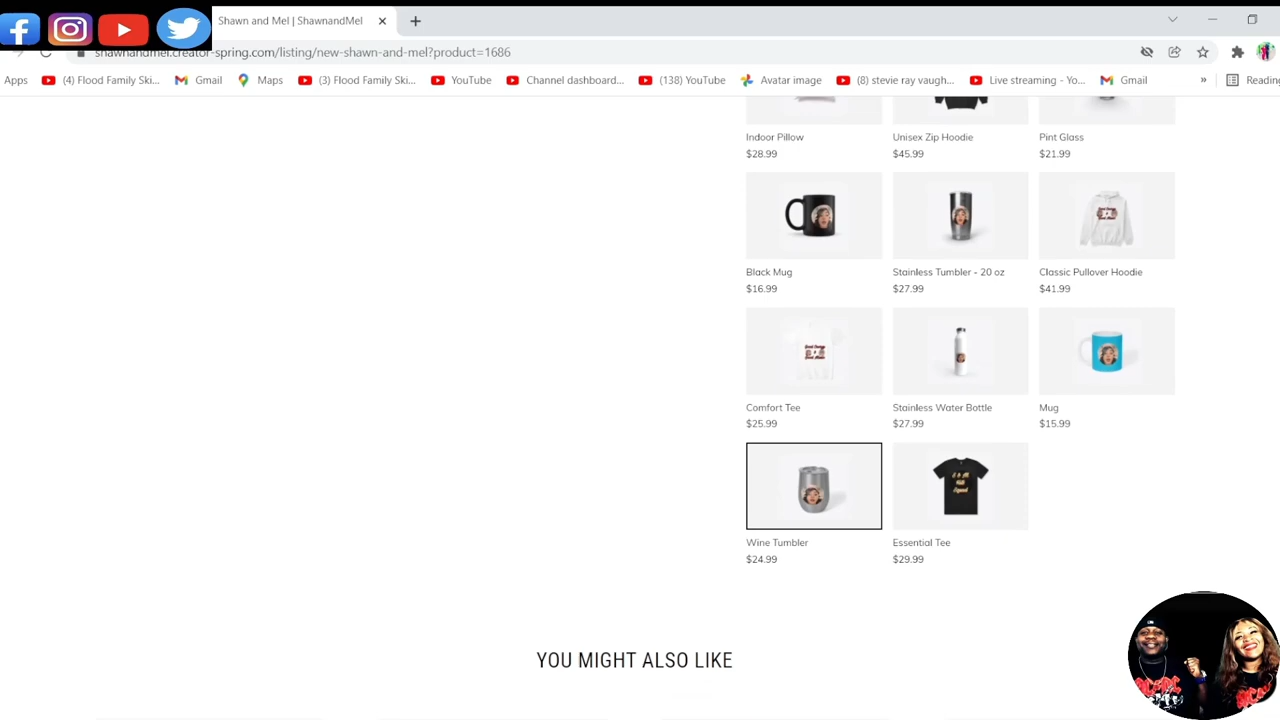 Shawn and Mel | ShawnandMel
shawnandmel.creator-spring.com/listing/new-shawn-and-mel?product=1686
Apps (4) Flood Family Ski... Gmail Maps (3) Flood Family Ski... YouTube Channel dashboard... (138) YouTube Avatar image (8) stevie ray vaugh... Live streaming - Yo... Gmail » Reading
Indoor Pillow Unisex Zip Hoodie Pint Glass
$28.99 $45.99 $21.99
Black Mug Stainless Tumbler - 20 oz Classic Pullover Hoodie
$16.99 $27.99 $41.99
Comfort Tee Stainless Water Bottle Mug
$25.99 $27.99 $15.99
Wine Tumbler Essential Tee
$24.99 $29.99
YOU MIGHT ALSO LIKE